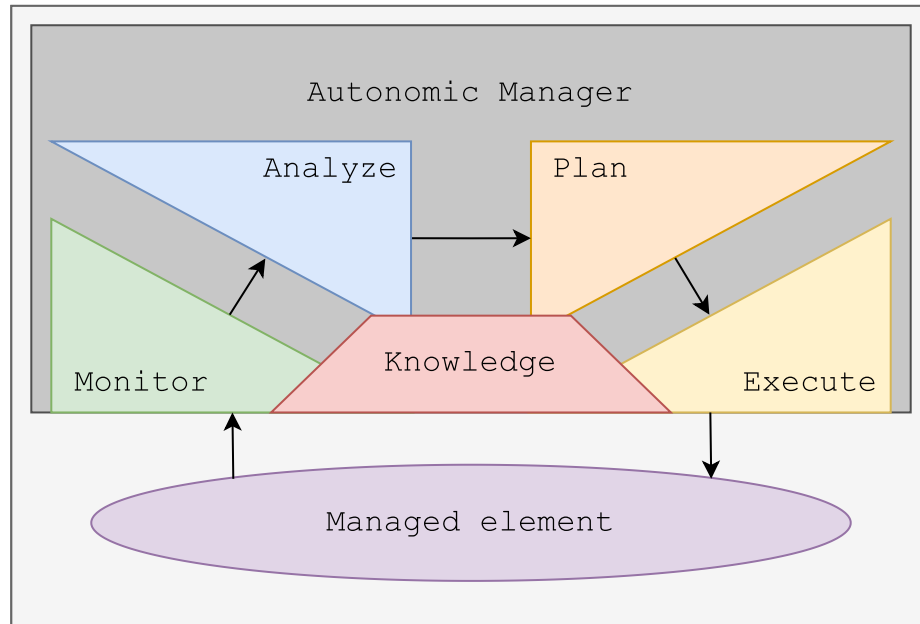 Autonomic Manager
Analyze
Plan
Knowledge
Monitor
Execute
Managed element